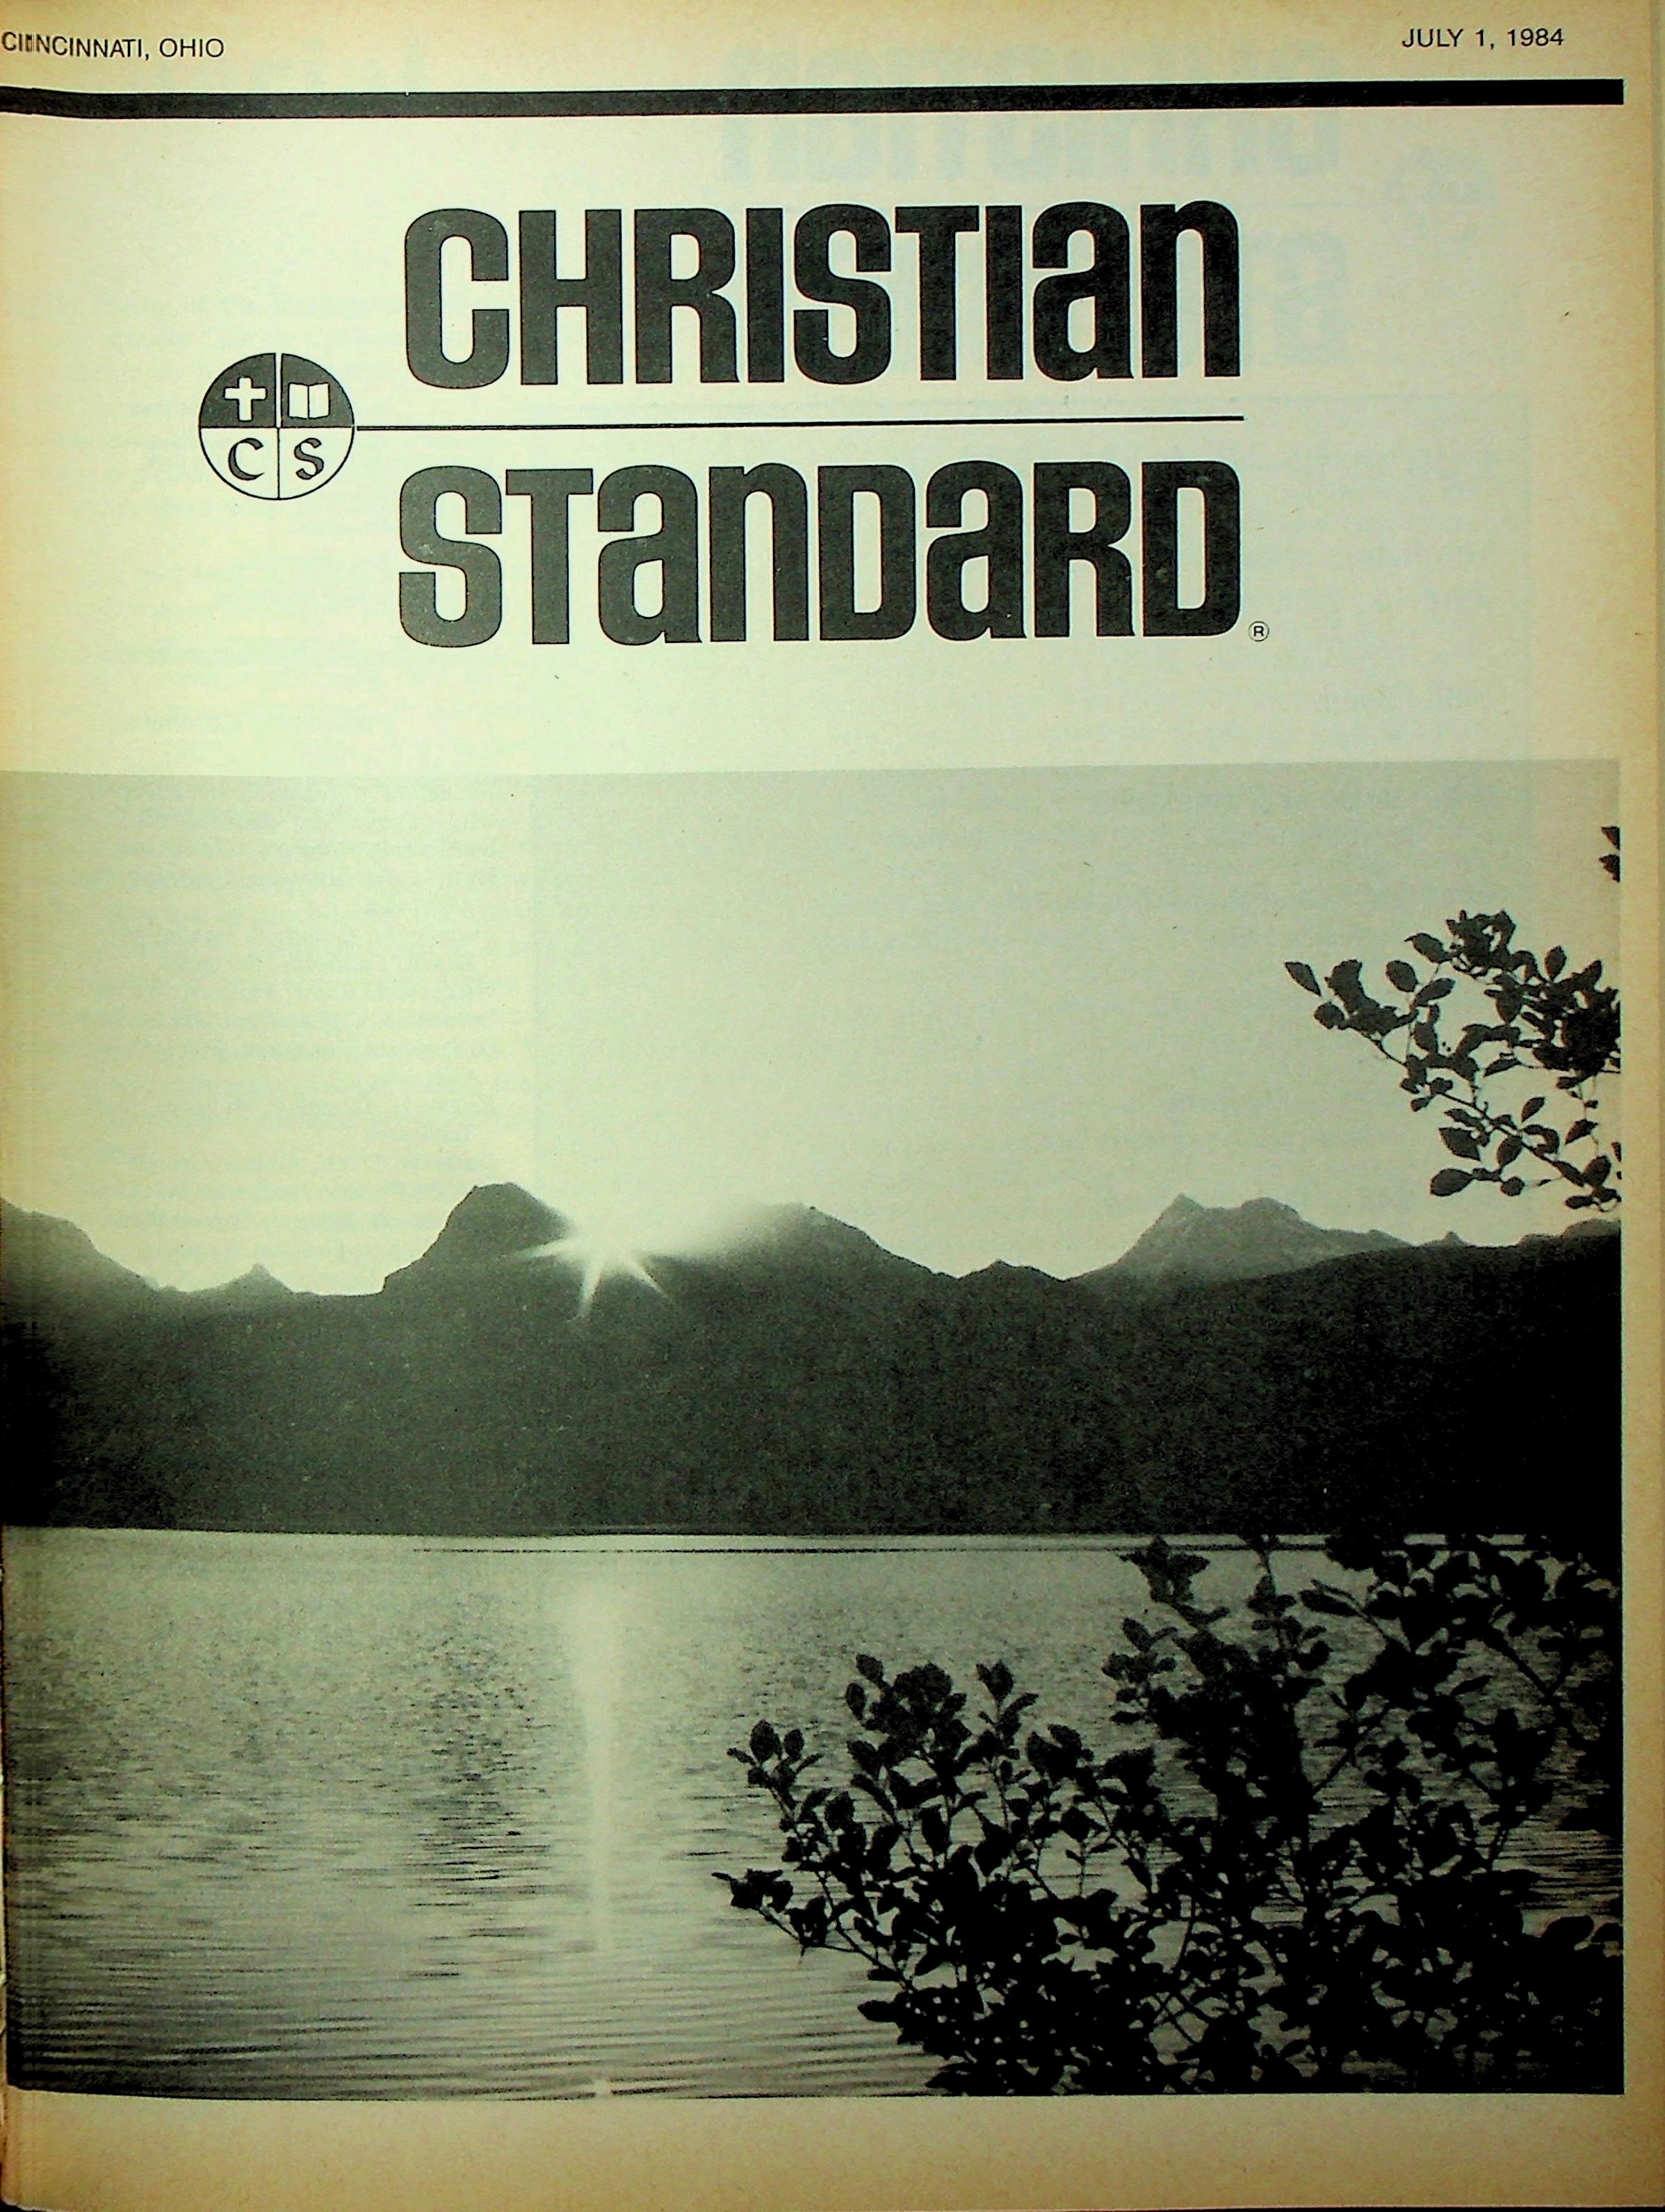 CINCINNATI, OHIO
JULY 1, 1984
CHRISTIAN
C S
STANDARD®